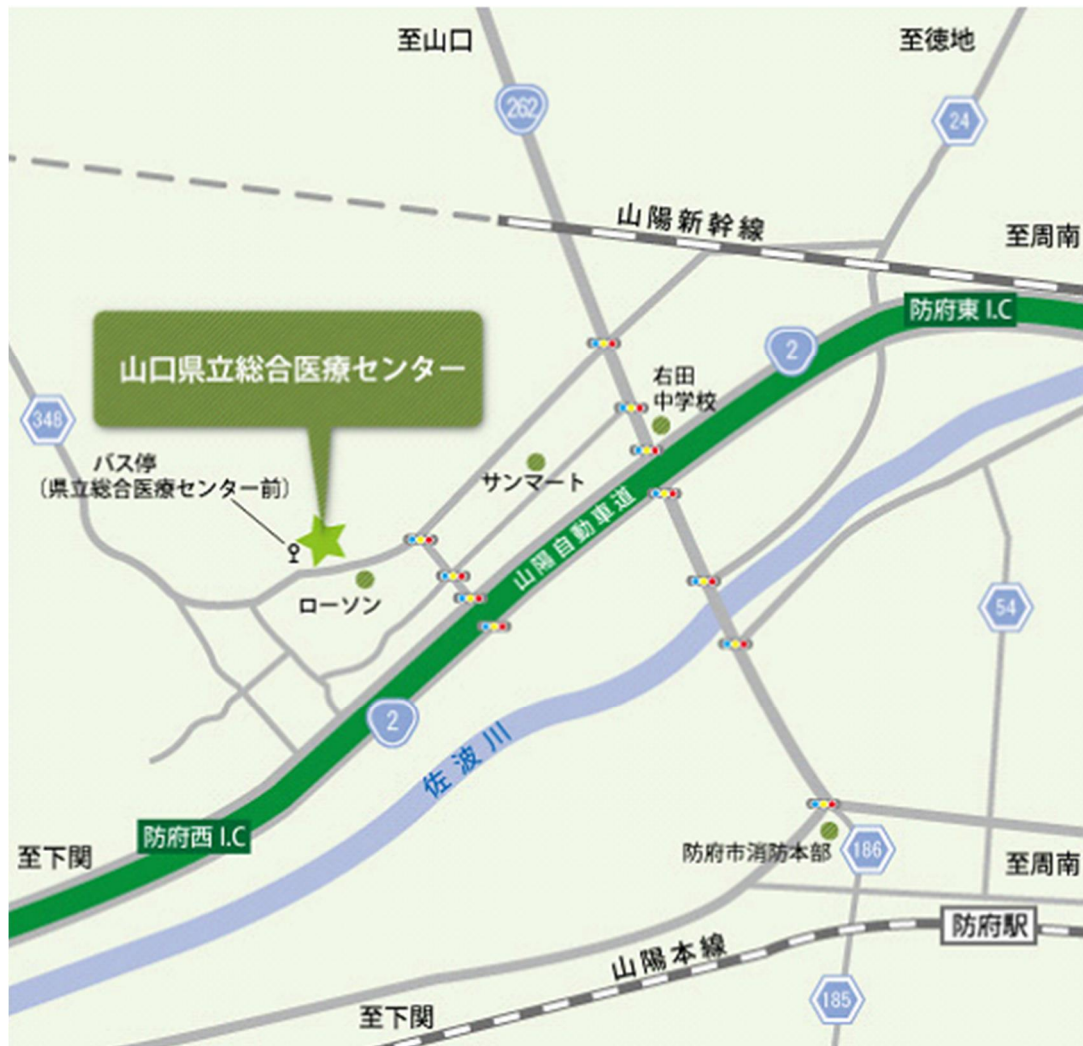 至山口
至徳地
262
24
山陽新幹線
至周南
防府東 I.C
2
山口県立総合医療センター
右田
中学校
348
バス停
(県立総合医療センター前)
サンマート
山陽自動車道
ローソン
54
2
佐波川
防府西 I.C
至下関
防府市消防本部
186
至周南
防府駅
山陽本線
185
至下関